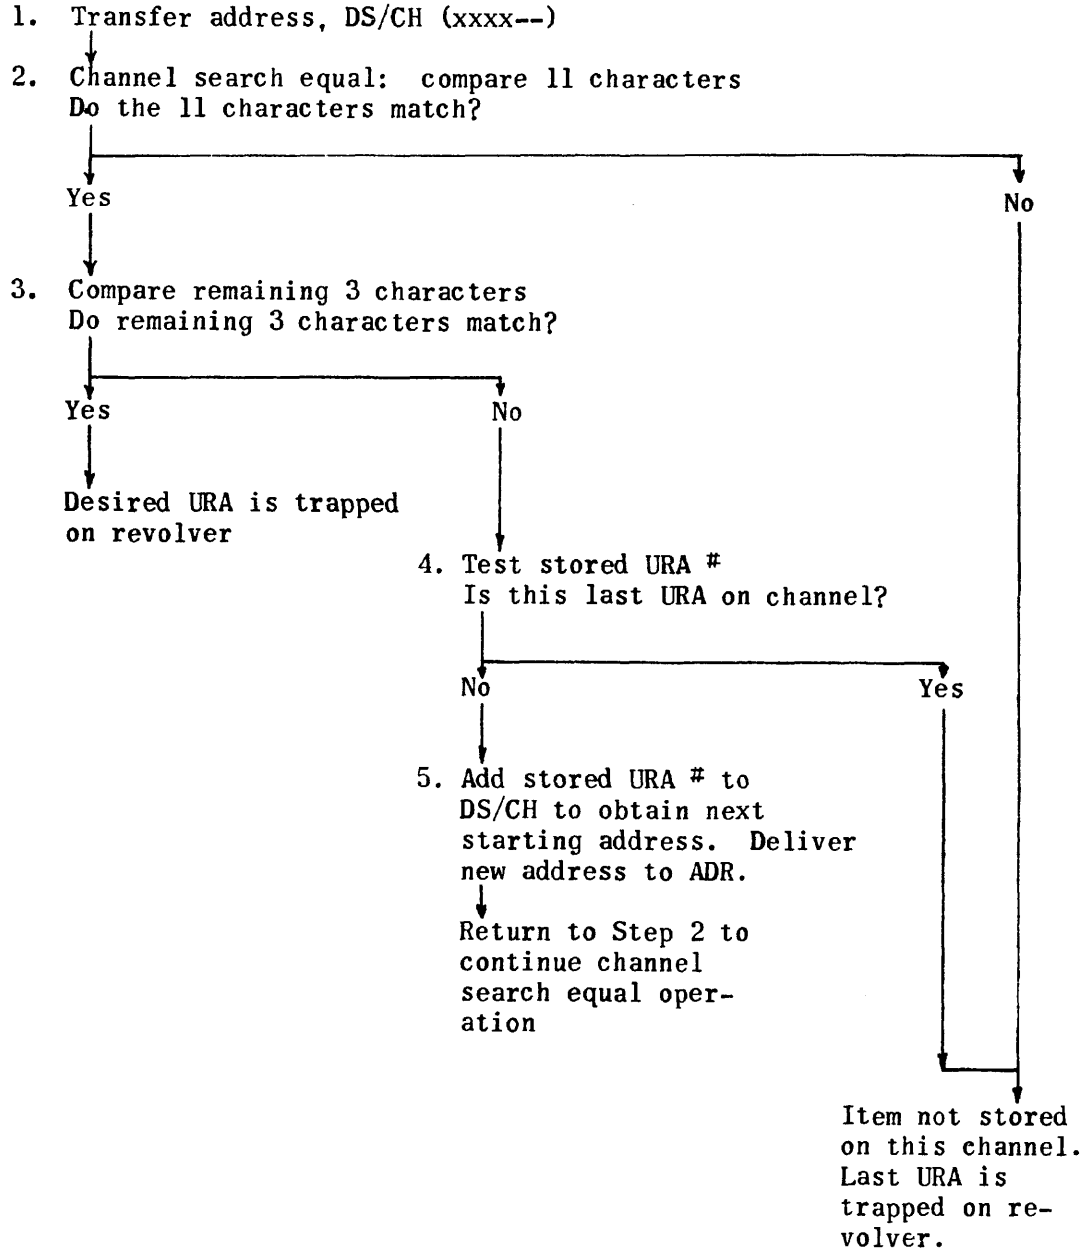 1. Transfer address, DS/CH (xxxx--)
2. Channel search equal: compare 11 characters
Do the 11 characters match?
Yes
No
3. Compare remaining 3 characters
Do remaining 3 characters match?
Yes
No
Desired URA is trapped
on revolver
4. Test stored URA #
Is this last URA on channel?
No
Yes
5. Add stored URA # to
DS/CH to obtain next
starting address. Deliver
new address to ADR.
Return to Step 2 to
continue channel
search equal oper-
ation
Item not stored
on this channel.
Last URA is
trapped on re-
volver.